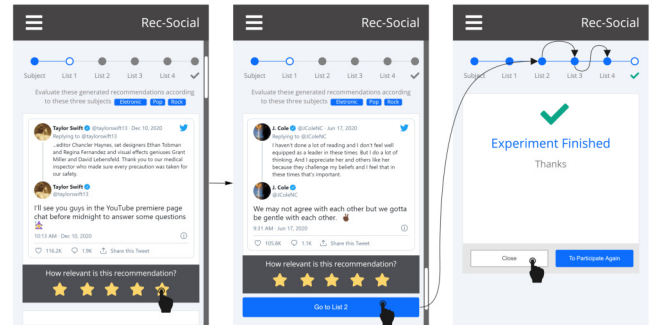 Rec-Social
Subject List 1 List 2 List 3 List 4
Evaluate these generated recommendations according
to these three subjects Eletronic Pop Rock
Taylor Swift @taylorswift13 · Dec 10, 2020
Replying to @taylorswift13
...editor Chancler Haynes, set designers Ethan Tobman
and Regina Fernandez and visual effects geniuses Grant
Miller and David Lebensfeld. Thank you to our medical
inspector who made sure every precaution was taken for
our safety.
Taylor Swift
@taylorswift13
I'll see you guys in the YouTube premiere page
chat before midnight to answer some questions
10:13 AM · Dec 10, 2020
116.2K 1.9K Share this Tweet
How relevant is this recommendation?
Rec-Social
Subject List 1 List 2 List 3 List 4
Evaluate these generated recommendations according
to these three subjects Eletronic Pop Rock
J. Cole @JColeNC · Jun 17, 2020
Replying to @JColeNC
I haven't done a lot of reading and I don't feel well
equipped as a leader in these times. But I do a lot of
thinking. And I appreciate her and others like her
because they challenge my beliefs and I feel that in
these times that's important.
J. Cole
@JColeNC
We may not agree with each other but we gotta
be gentle with each other.
9:31 AM · Jun 17, 2020
105.8K 1.1K Share this Tweet
How relevant is this recommendation?
Go to List 2
Rec-Social
Subject List 1 List 2 List 3 List 4
Experiment Finished
Thanks
Close To Participate Again